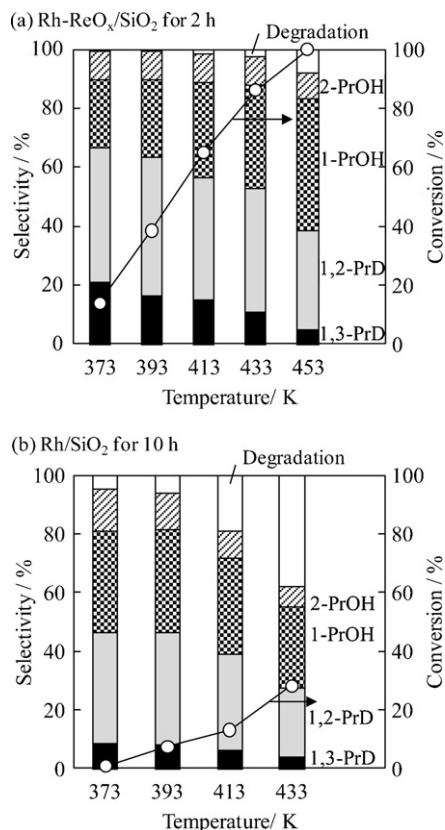 (a) Rh-ReOₓ/SiO₂ for 2 h
Degradation
100
80
60
40
20
0
Selectivity / %
2-PrOH
1-PrOH
1,2-PrD
1,3-PrD
100
80
60
40
20
0
Conversion / %
373 393 413 433 453
Temperature/ K
(b) Rh/SiO₂ for 10 h
Degradation
100
80
60
40
20
0
Selectivity / %
2-PrOH
1-PrOH
1,2-PrD
1,3-PrD
100
80
60
40
20
0
Conversion / %
373 393 413 433
Temperature/ K